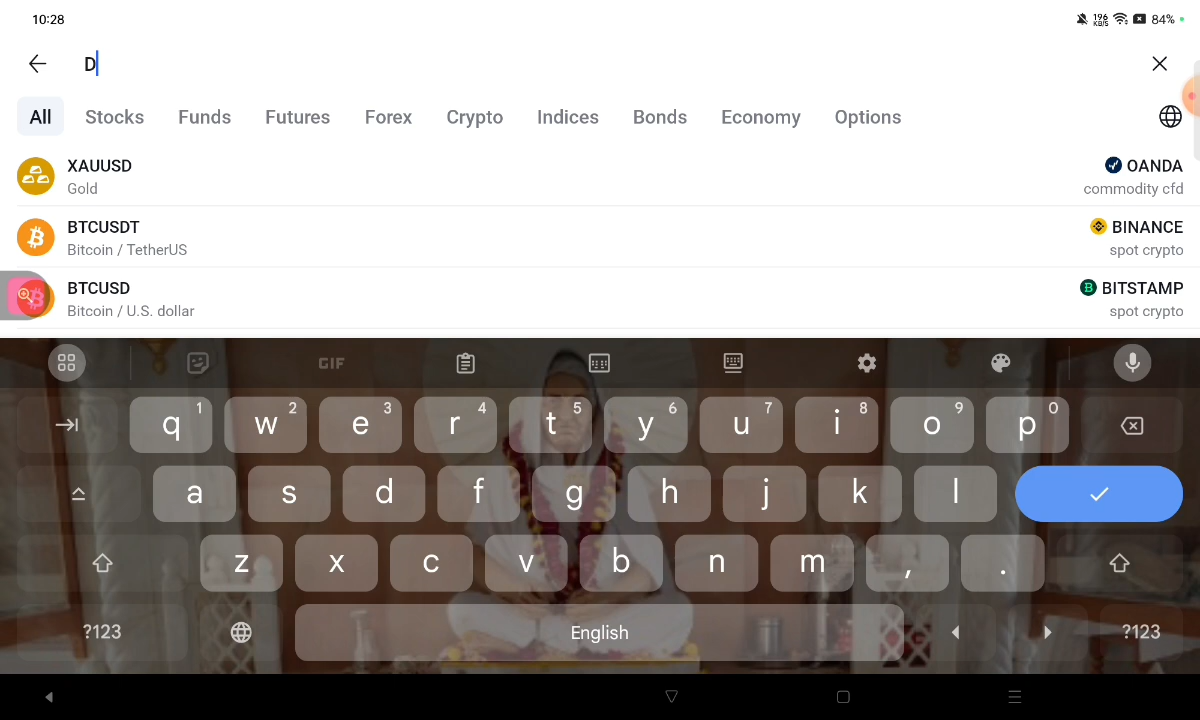 10:28
196 KB/S 84%
D
All Stocks Funds Futures Forex Crypto Indices Bonds Economy Options
XAUUSD OANDA
Gold commodity cfd
BTCUSDT BINANCE
Bitcoin / TetherUS spot crypto
BTCUSD BITSTAMP
Bitcoin / U.S. dollar spot crypto
GIF
q 1 w 2 e 3 r 4 t 5 y 6 u 7 i 8 o 9 p 0
a s d f g h j k l
z x c v b n m , .
?123 English ?123